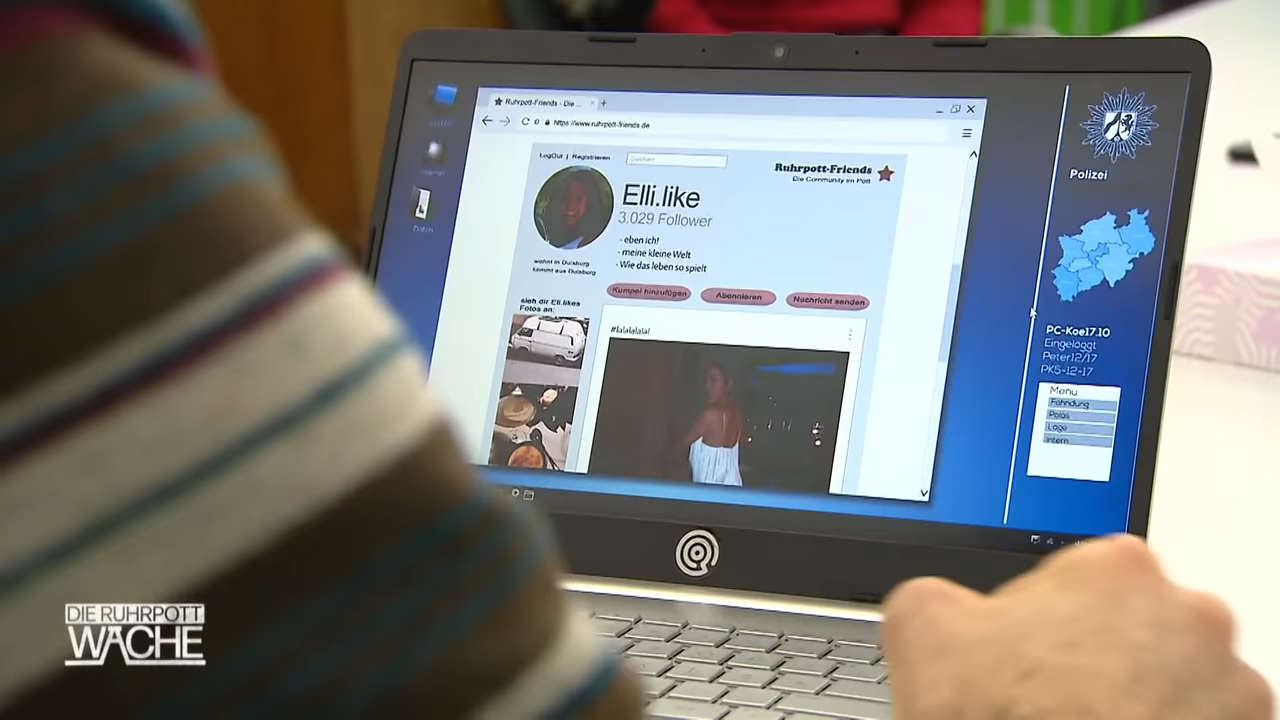 Ruhrpott-Friends - Die ...
https://www.ruhrpott-friends.de
LogOut | Registrieren
Suchen
Ruhrpott-Friends
Die Community im Pott
Elli.like
3.029 Follower
- eben ich!
- meine kleine Welt
- Wie das leben so spielt
wohnt in Duisburg
kommt aus Duisburg
Kumpel hinzufügen
Abonnieren
Nachricht senden
sieh dir Elli.likes
Fotos an:
#lalalalala!
Daten
Polizei
PC-Koe17.10
Eingeloggt
Peter12/17
PK5-12-17
Menu
Fahndung
Polas
Lage
Intern
DIE RUHRPOTT
WACHE